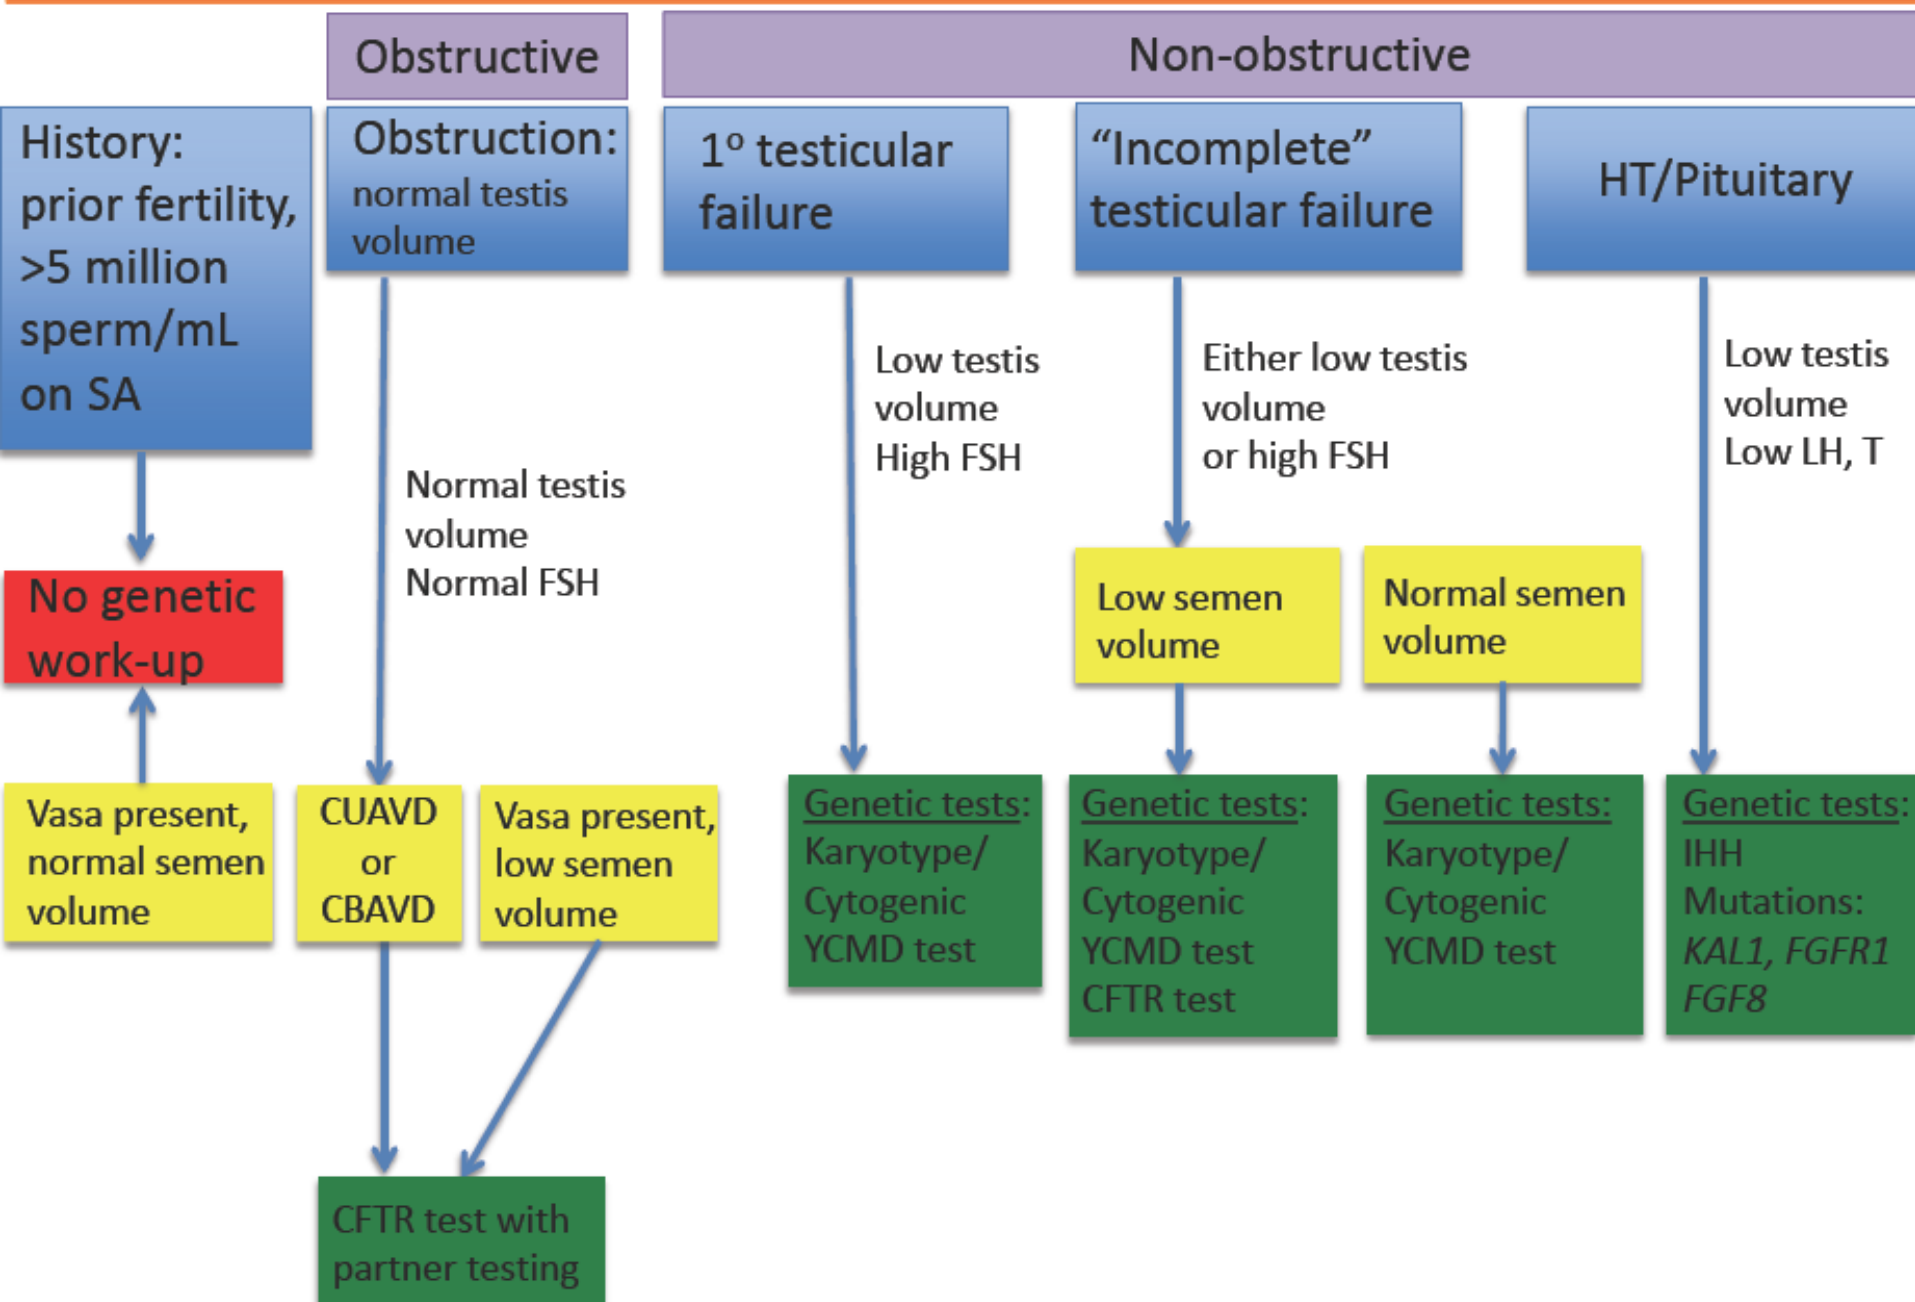 Obstructive
Non-obstructive
History:
prior fertility,
>5 million
sperm/mL
on SA
Obstruction:
normal testis
volume
1º testicular
failure
“Incomplete”
testicular failure
HT/Pituitary
Normal testis
volume
Normal FSH
Low testis
volume
High FSH
Either low testis
volume
or high FSH
Low testis
volume
Low LH, T
No genetic
work-up
Low semen
volume
Normal semen
volume
Vasa present,
normal semen
volume
CUAVD
or
CBAVD
Vasa present,
low semen
volume
Genetic tests:
Karyotype/
Cytogenic
YCMD test
Genetic tests:
Karyotype/
Cytogenic
YCMD test
CFTR test
Genetic tests:
Karyotype/
Cytogenic
YCMD test
Genetic tests:
IHH
Mutations:
KAL1, FGFR1
FGF8
CFTR test with
partner testing